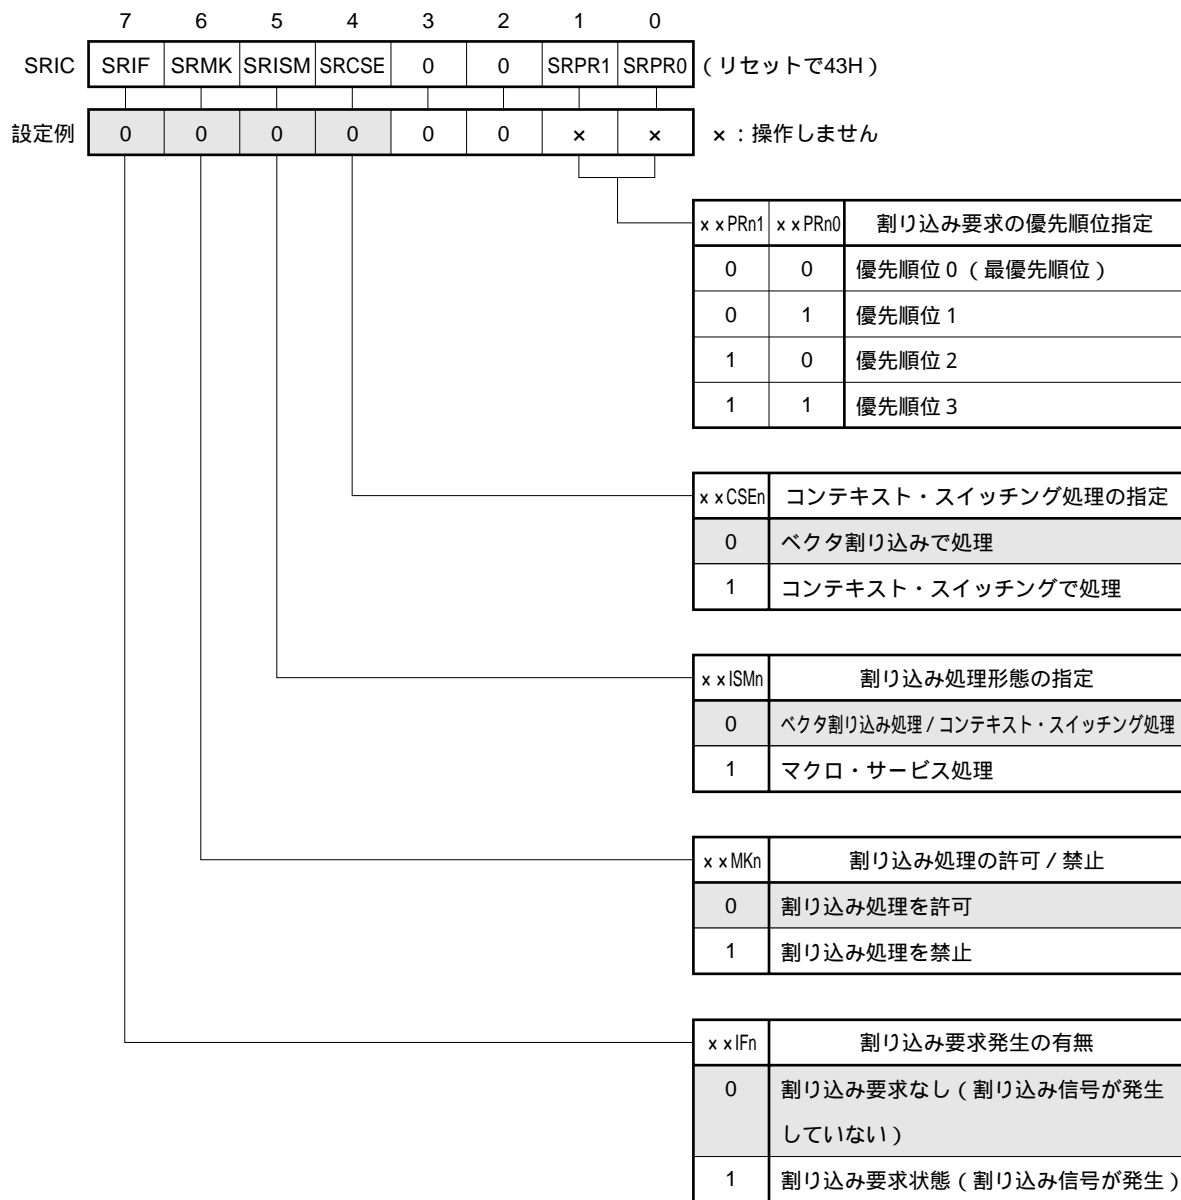 7 6 5 4 3 2 1 0
SRIC SRIF SRMK SRISM SRCSE 0 0 SRPR1 SRPR0 (リセットで43H)
設定例 0 0 0 0 0 0 × × ×:操作しません
××PRn1 ××PRn0 割り込み要求の優先順位指定
0 0 優先順位0(最優先順位)
0 1 優先順位1
1 0 優先順位2
1 1 優先順位3
××CSEn コンテキスト・スイッチング処理の指定
0 ベクタ割り込みで処理
1 コンテキスト・スイッチングで処理
××ISMn 割り込み処理形態の指定
0 ベクタ割り込み処理/コンテキスト・スイッチング処理
1 マクロ・サービス処理
××MKn 割り込み処理の許可/禁止
0 割り込み処理を許可
1 割り込み処理を禁止
××IFn 割り込み要求発生の有無
0 割り込み要求なし(割り込み信号が発生
していない)
1 割り込み要求状態(割り込み信号が発生)